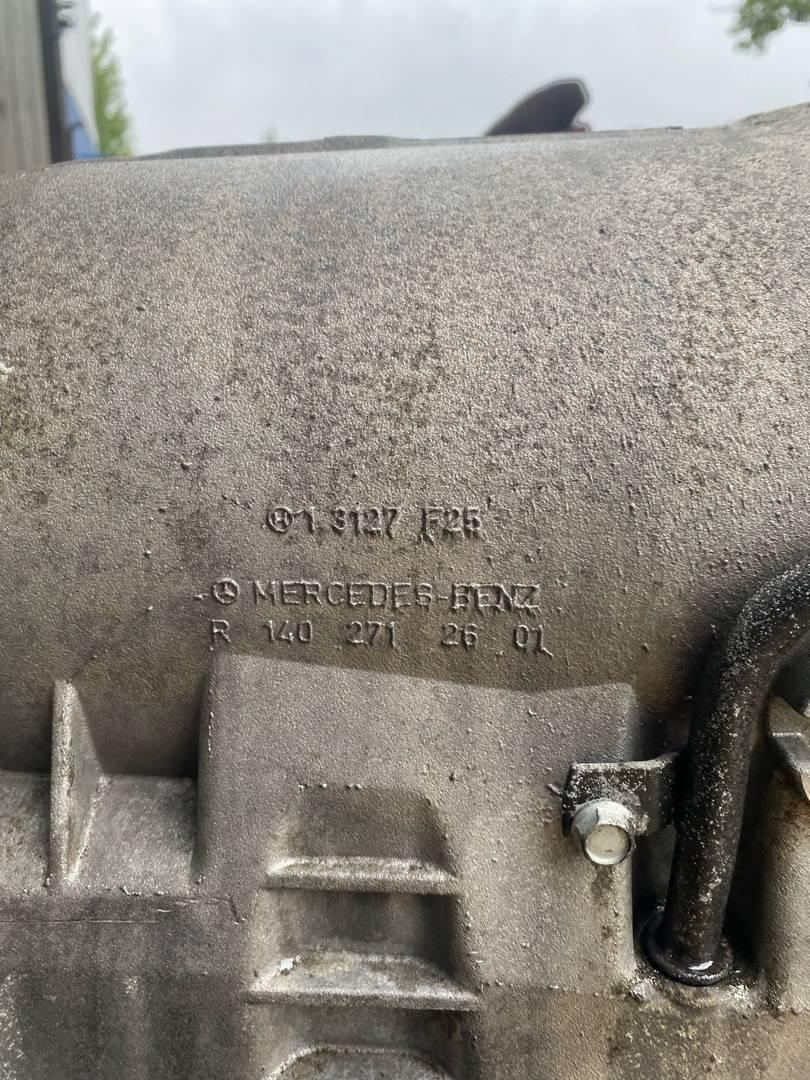 1.3127 F25
MERCEDES-BENZ
R 140 271 26 01